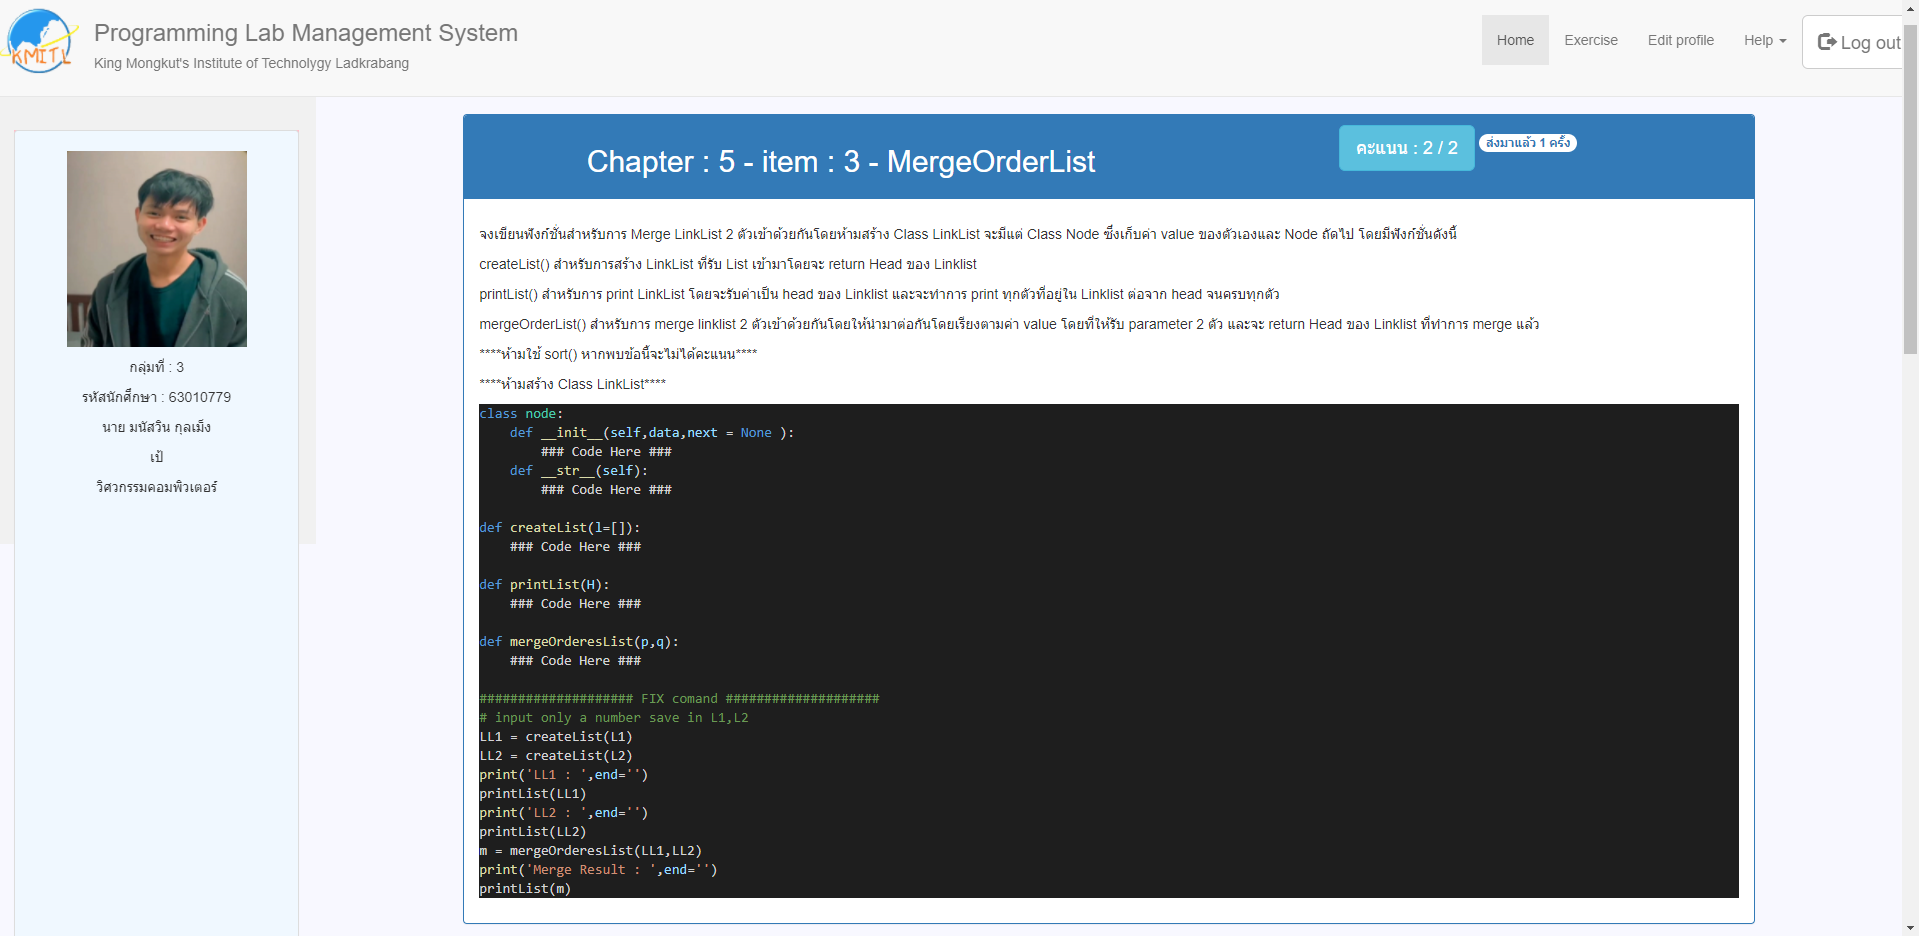 KMITL
Programming Lab Management System
King Mongkut's Institute of Technolygy Ladkrabang
Home
Exercise
Edit profile
Help
Log out
กลุ่มที่ : 3
รหัสนักศึกษา : 63010779
นาย มนัสวิน กุลเม็ง
เป้
วิศวกรรมคอมพิวเตอร์
Chapter : 5 - item : 3 - MergeOrderList
คะแนน : 2 / 2
ส่งมาแล้ว 1 ครั้ง
จงเขียนฟังก์ชั่นสำหรับการ Merge LinkList 2 ตัวเข้าด้วยกันโดยห้ามสร้าง Class LinkList จะมีแต่ Class Node ซึ่งเก็บค่า value ของตัวเองและ Node ถัดไป โดยมีฟังก์ชั่นดังนี้
createList() สำหรับการสร้าง LinkList ที่รับ List เข้ามาโดยจะ return Head ของ Linklist
printList() สำหรับการ print LinkList โดยจะรับค่าเป็น head ของ Linklist และจะทำการ print ทุกตัวที่อยู่ใน Linklist ต่อจาก head จนครบทุกตัว
mergeOrderList() สำหรับการ merge linklist 2 ตัวเข้าด้วยกันโดยให้นำมาต่อกันโดยเรียงตามค่า value โดยที่ให้รับ parameter 2 ตัว และจะ return Head ของ Linklist ที่ทำการ merge แล้ว
****ห้ามใช้ sort() หากพบข้อนี้จะไม่ได้คะแนน****
****ห้ามสร้าง Class LinkList****
class node:
    def __init__(self,data,next = None ):
        ### Code Here ###
    def __str__(self):
        ### Code Here ###
def createList(l=[]):
    ### Code Here ###
def printList(H):
    ### Code Here ###
def mergeOrderesList(p,q):
    ### Code Here ###
#################### FIX comand ####################
# input only a number save in L1,L2
LL1 = createList(L1)
LL2 = createList(L2)
print('LL1 : ',end='')
printList(LL1)
print('LL2 : ',end='')
printList(LL2)
m = mergeOrderesList(LL1,LL2)
print('Merge Result : ',end='')
printList(m)